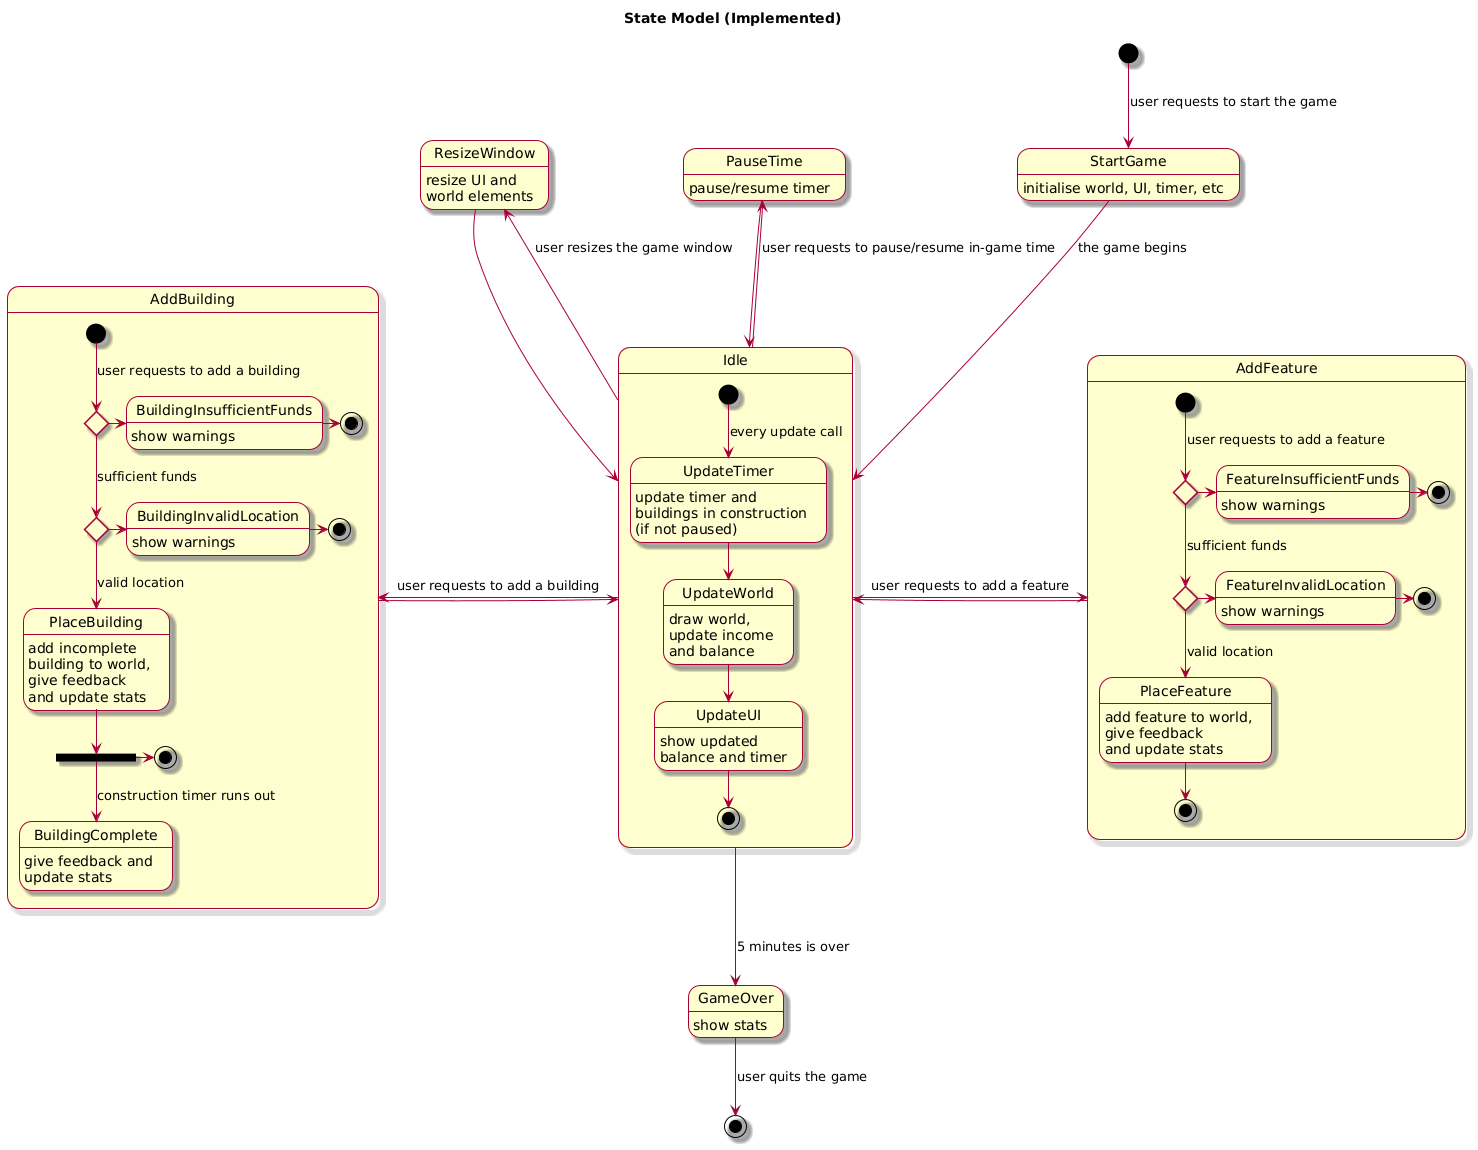 State Model (Implemented)
user requests to start the game
ResizeWindow
resize UI and
world elements
PauseTime
pause/resume timer
StartGame
initialise world, UI, timer, etc
user resizes the game window
user requests to pause/resume in-game time
the game begins
AddBuilding
user requests to add a building
BuildingInsufficientFunds
show warnings
sufficient funds
BuildingInvalidLocation
show warnings
valid location
PlaceBuilding
add incomplete
building to world,
give feedback
and update stats
construction timer runs out
BuildingComplete
give feedback and
update stats
user requests to add a building
Idle
every update call
UpdateTimer
update timer and
buildings in construction
(if not paused)
UpdateWorld
draw world,
update income
and balance
UpdateUI
show updated
balance and timer
user requests to add a feature
AddFeature
user requests to add a feature
FeatureInsufficientFunds
show warnings
sufficient funds
FeatureInvalidLocation
show warnings
valid location
PlaceFeature
add feature to world,
give feedback
and update stats
5 minutes is over
GameOver
show stats
user quits the game